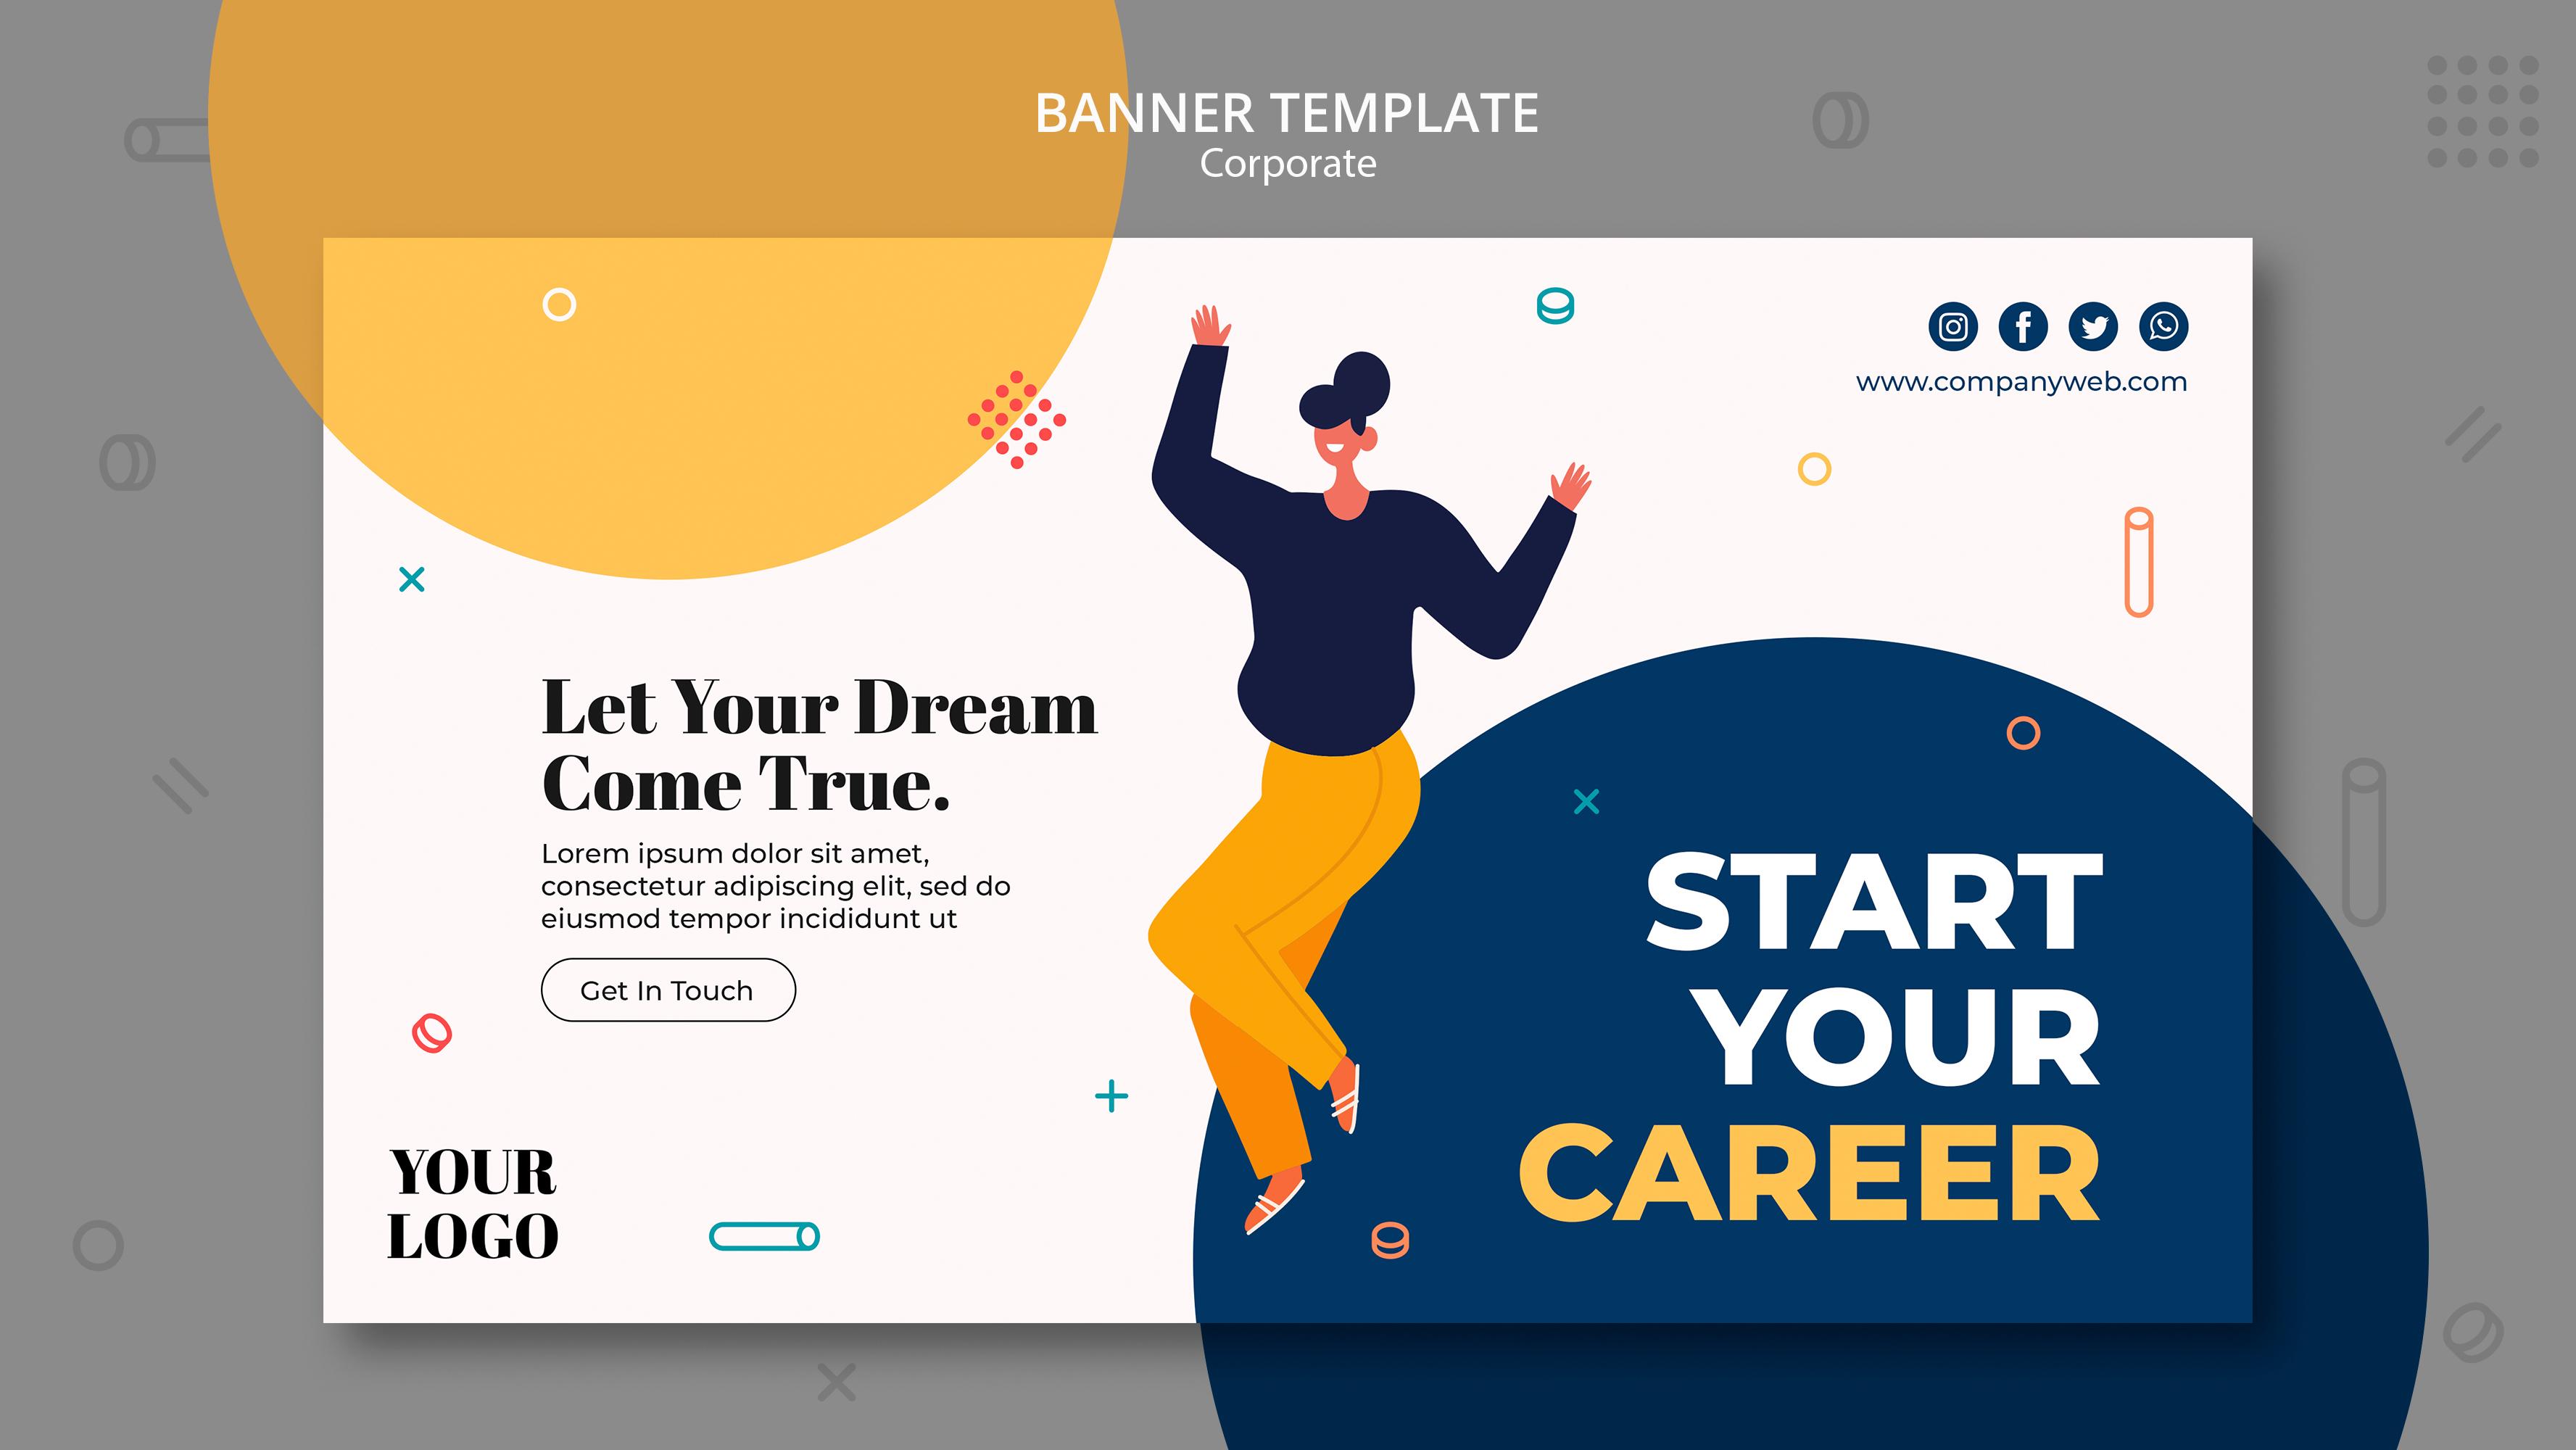 BANNER TEMPLATE
Corporate
www.companyweb.com
Let Your Dream
Come True.
Lorem ipsum dolor sit amet,
consectetur adipiscing elit, sed do
eiusmod tempor incididunt ut
Get In Touch
YOUR
LOGO
START
YOUR
CAREER